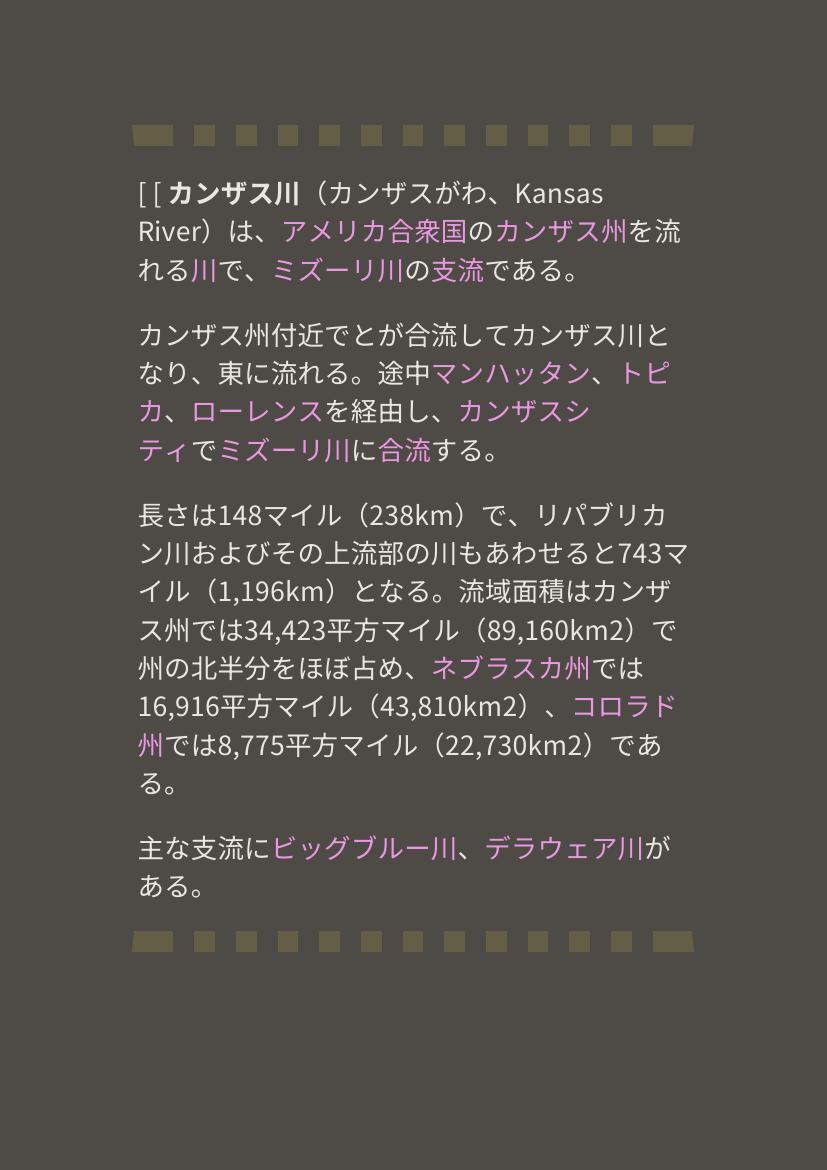 [ [ カンザス川（カンザスがわ、Kansas
River）は、アメリカ合衆国のカンザス州を流
れる川で、ミズーリ川の支流である。
カンザス州付近でとが合流してカンザス川と
なり、東に流れる。途中マンハッタン、トピ
カ、ローレンスを経由し、カンザスシ
ティでミズーリ川に合流する。
長さは148マイル（238km）で、リパブリカ
ン川およびその上流部の川もあわせると743マ
イル（1,196km）となる。流域面積はカンザ
ス州では34,423平方マイル（89,160km2）で
州の北半分をほぼ占め、ネブラスカ州では
16,916平方マイル（43,810km2）、コロラド
州では8,775平方マイル（22,730km2）であ
る。
主な支流にビッグブルー川、デラウェア川が
ある。